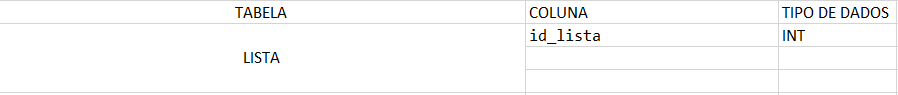 TABELA COLUNA TIPO DE DADOS
id_lista INT
LISTA